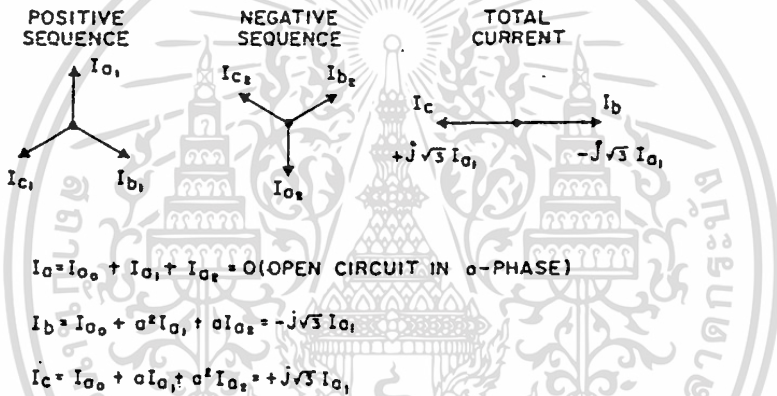 POSITIVE SEQUENCE
NEGATIVE SEQUENCE
TOTAL CURRENT
Ia₁
Ic₁
Ib₁
Ic₂
Ib₂
Ia₂
Ic
Ib
+j√3 Ia₁
-j√3 Ia₁
Ia = Ia₀ + Ia₁ + Ia₂ = 0(OPEN CIRCUIT IN a-PHASE)
Ib = Ia₀ + a²Ia₁ + aIa₂ = -j√3 Ia₁
Ic = Ia₀ + aIa₁ + a²Ia₂ = +j√3 Ia₁